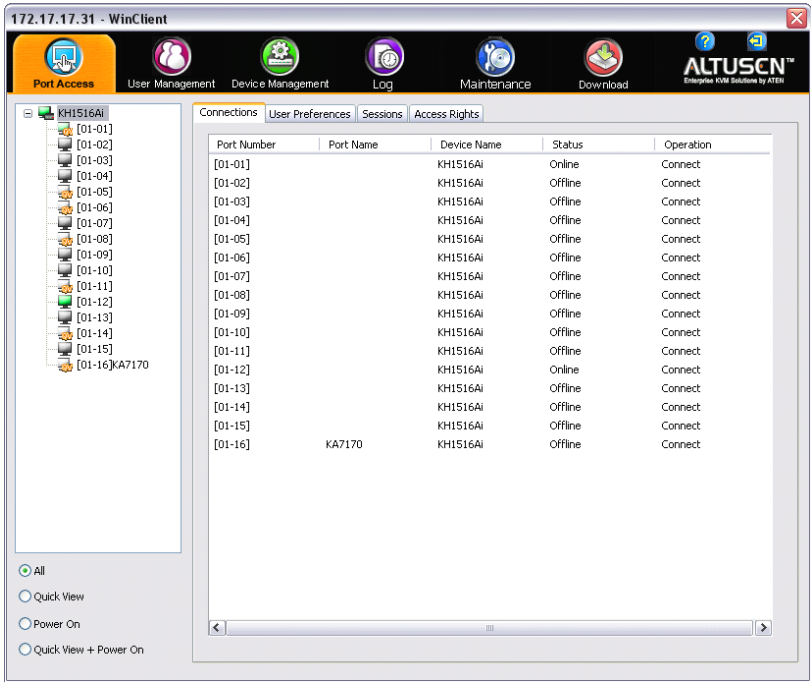 172.17.17.31 - WinClient
Port Access User Management Device Management Log Maintenance Download
ALTUSCN™
Enterprise KVM Solutions by ATEN
KH1516Ai
[01-01]
[01-02]
[01-03]
[01-04]
[01-05]
[01-06]
[01-07]
[01-08]
[01-09]
[01-10]
[01-11]
[01-12]
[01-13]
[01-14]
[01-15]
[01-16]KA7170
All
Quick View
Power On
Quick View + Power On
Connections User Preferences Sessions Access Rights
Port Number Port Name Device Name Status Operation
[01-01] KH1516Ai Online Connect
[01-02] KH1516Ai Offline Connect
[01-03] KH1516Ai Offline Connect
[01-04] KH1516Ai Offline Connect
[01-05] KH1516Ai Offline Connect
[01-06] KH1516Ai Offline Connect
[01-07] KH1516Ai Offline Connect
[01-08] KH1516Ai Offline Connect
[01-09] KH1516Ai Offline Connect
[01-10] KH1516Ai Offline Connect
[01-11] KH1516Ai Offline Connect
[01-12] KH1516Ai Online Connect
[01-13] KH1516Ai Offline Connect
[01-14] KH1516Ai Offline Connect
[01-15] KH1516Ai Offline Connect
[01-16] KA7170 KH1516Ai Offline Connect